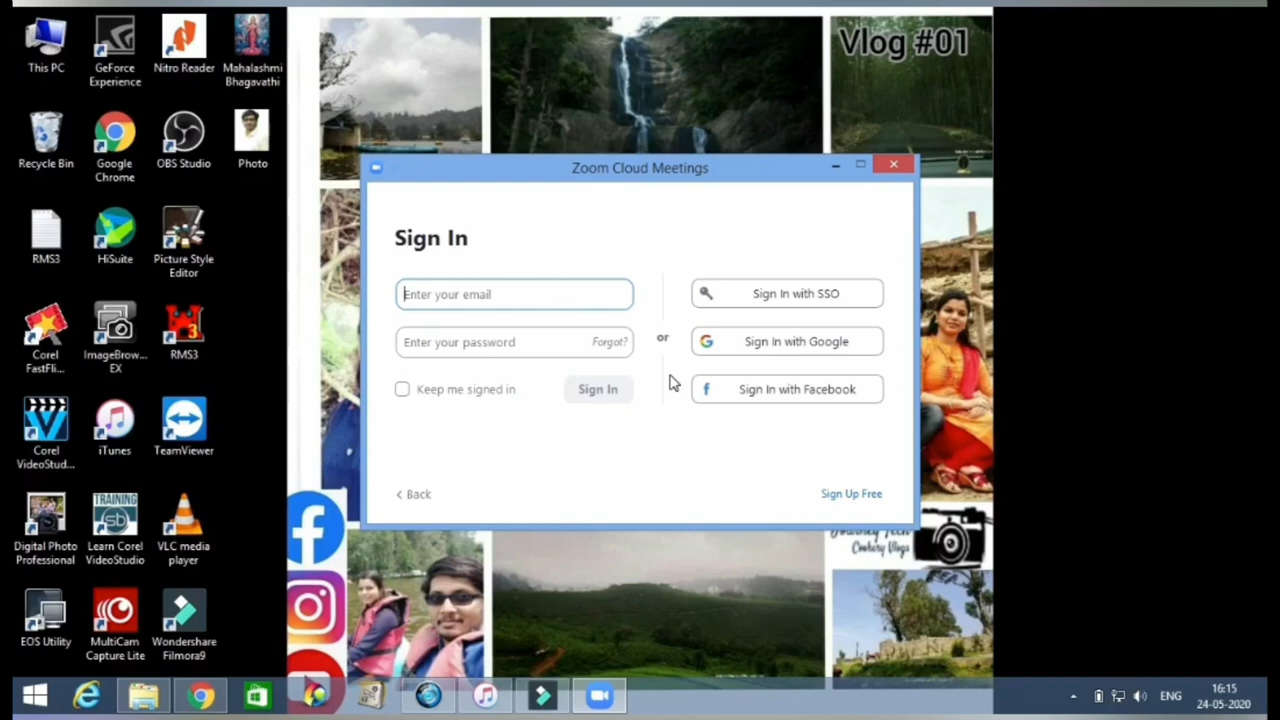 Vlog #01
This PC
GeForce
Experience
Nitro Reader
Mahalashmi
Bhagavathi
Recycle Bin
Google
Chrome
OBS Studio
Photo
RMS3
HiSuite
Picture Style
Editor
Corel
FastFli...
ImageBrow...
EX
RMS3
Corel
VideoStud...
iTunes
TeamViewer
Digital Photo
Professional
TRAINING
sb
Learn Corel
VideoStudio
VLC media
player
EOS Utility
MultiCam
Capture Lite
Wondershare
Filmora9
Zoom Cloud Meetings
Sign In
Enter your email
Enter your password
Forgot?
Keep me signed in
Sign In
or
Sign In with SSO
Sign In with Google
Sign In with Facebook
Back
Sign Up Free
Cookery Vlogs
ENG
16:15
24-05-2020